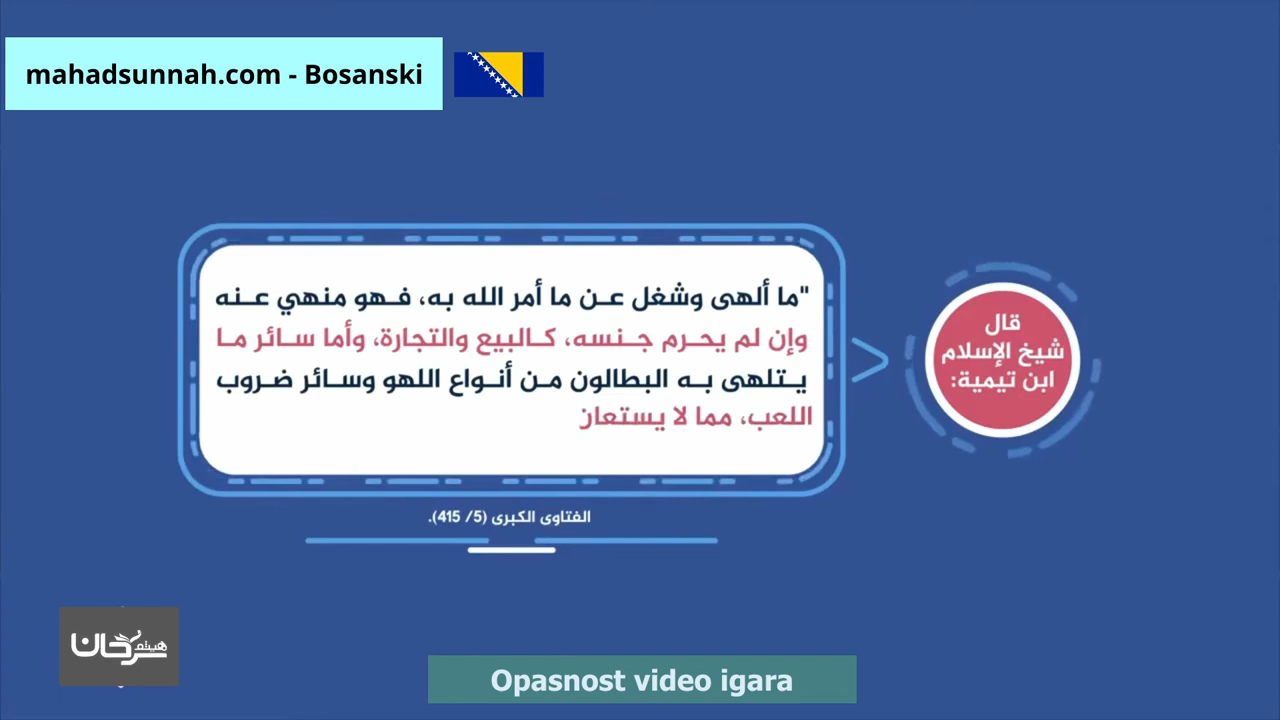 mahadsunnah.com - Bosanski
قال
شيخ الإسلام
ابن تيمية:
"ما ألهى وشغل عن ما أمر الله به، فهو منهي عنه
وإن لم يحرم جنسه، كالبيع والتجارة، وأما سائر ما
يتلهى به البطالون من أنواع اللهو وسائر ضروب
اللعب، مما لا يستعان
الفتاوى الكبرى (5/ 415).
هيثم سرحان
Opasnost video igara